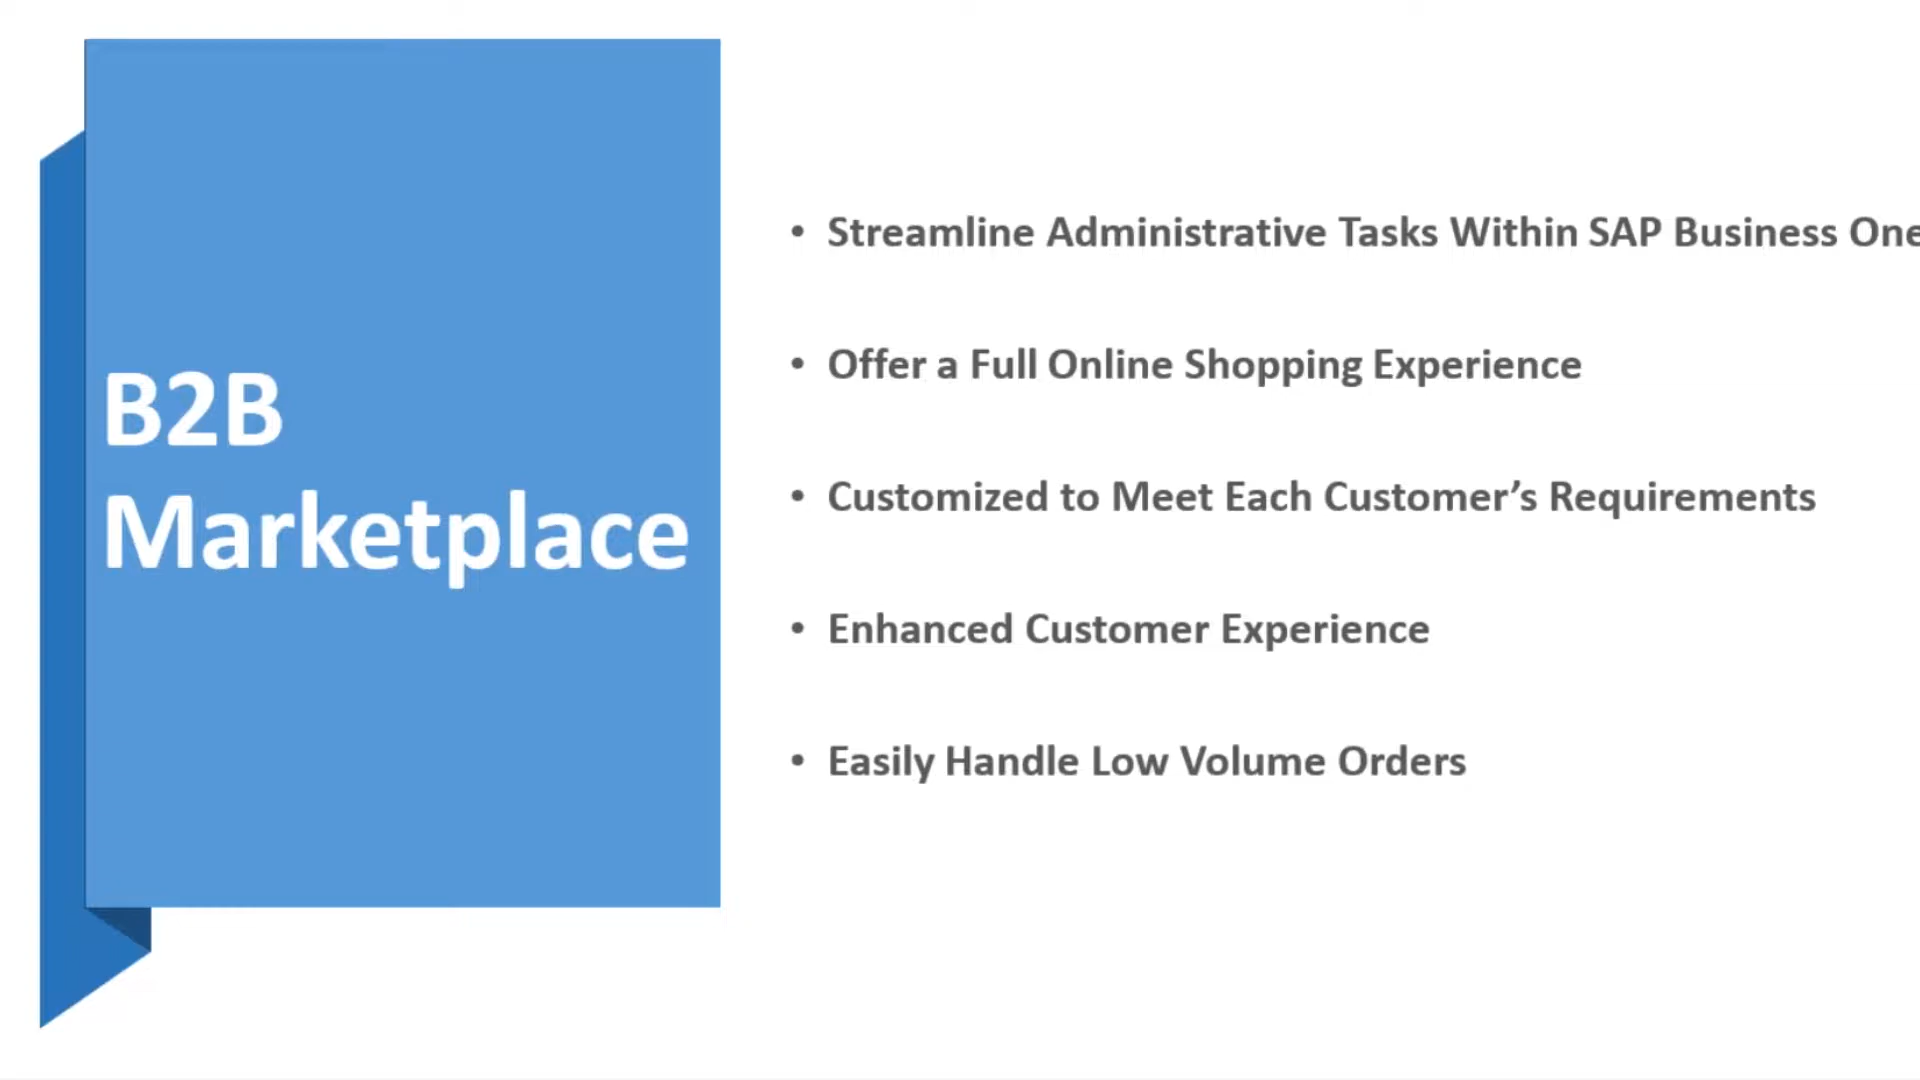 B2B
Marketplace
• Streamline Administrative Tasks Within SAP Business One
• Offer a Full Online Shopping Experience
• Customized to Meet Each Customer’s Requirements
• Enhanced Customer Experience
• Easily Handle Low Volume Orders